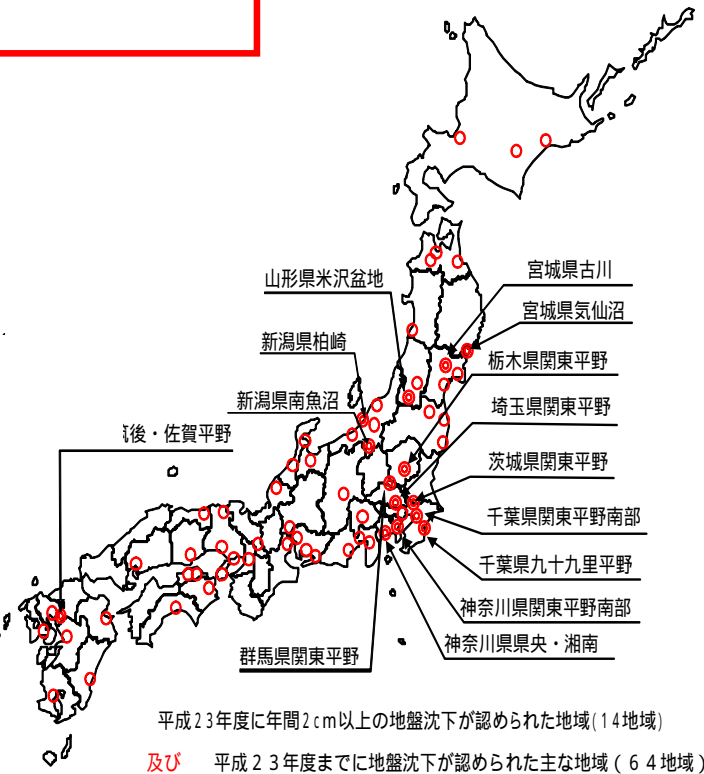 山形県米沢盆地
宮城県古川
宮城県気仙沼
新潟県柏崎
栃木県関東平野
新潟県南魚沼
埼玉県関東平野
後・佐賀平野
茨城県関東平野
千葉県関東平野南部
千葉県九十九里平野
神奈川県関東平野南部
神奈川県県央・湘南
群馬県関東平野
平成23年度に年間2cm以上の地盤沈下が認められた地域(14地域)
及び 平成23年度までに地盤沈下が認められた主な地域(64地域)